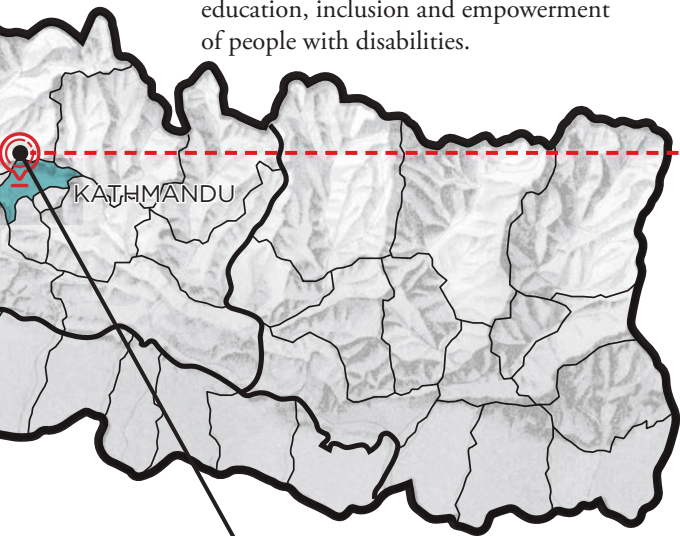 education, inclusion and empowerment
of people with disabilities.
KATHMANDU